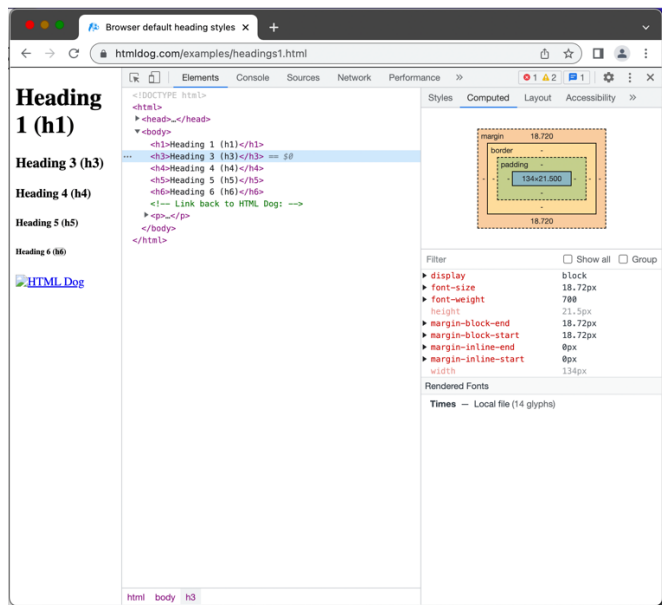 Browser default heading styles
htmldog.com/examples/headings1.html
Heading
1 (h1)
Heading 3 (h3)
Heading 4 (h4)
Heading 5 (h5)
Heading 6 (h6)
HTML Dog
Elements Console Sources Network Performance » 1 2 1
<!DOCTYPE html>
<html>
<head>…</head>
<body>
<h1>Heading 1 (h1)</h1>
<h3>Heading 3 (h3)</h3> == $0
<h4>Heading 4 (h4)</h4>
<h5>Heading 5 (h5)</h5>
<h6>Heading 6 (h6)</h6>
<!-- Link back to HTML Dog: -->
<p>…</p>
</body>
</html>
html body h3
Styles Computed Layout Accessibility »
margin 18.720
border -
padding -
- - - 134×21.500 - - -
-
-
18.720
Filter Show all Group
display block
font-size 18.72px
font-weight 700
height 21.5px
margin-block-end 18.72px
margin-block-start 18.72px
margin-inline-end 0px
margin-inline-start 0px
width 134px
Rendered Fonts
Times — Local file (14 glyphs)